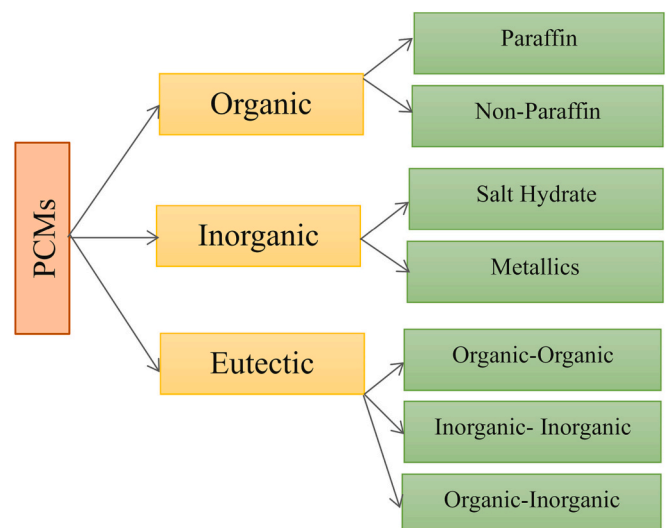 PCMs
Organic
Paraffin
Non-Paraffin
Inorganic
Salt Hydrate
Metallics
Eutectic
Organic-Organic
Inorganic- Inorganic
Organic-Inorganic